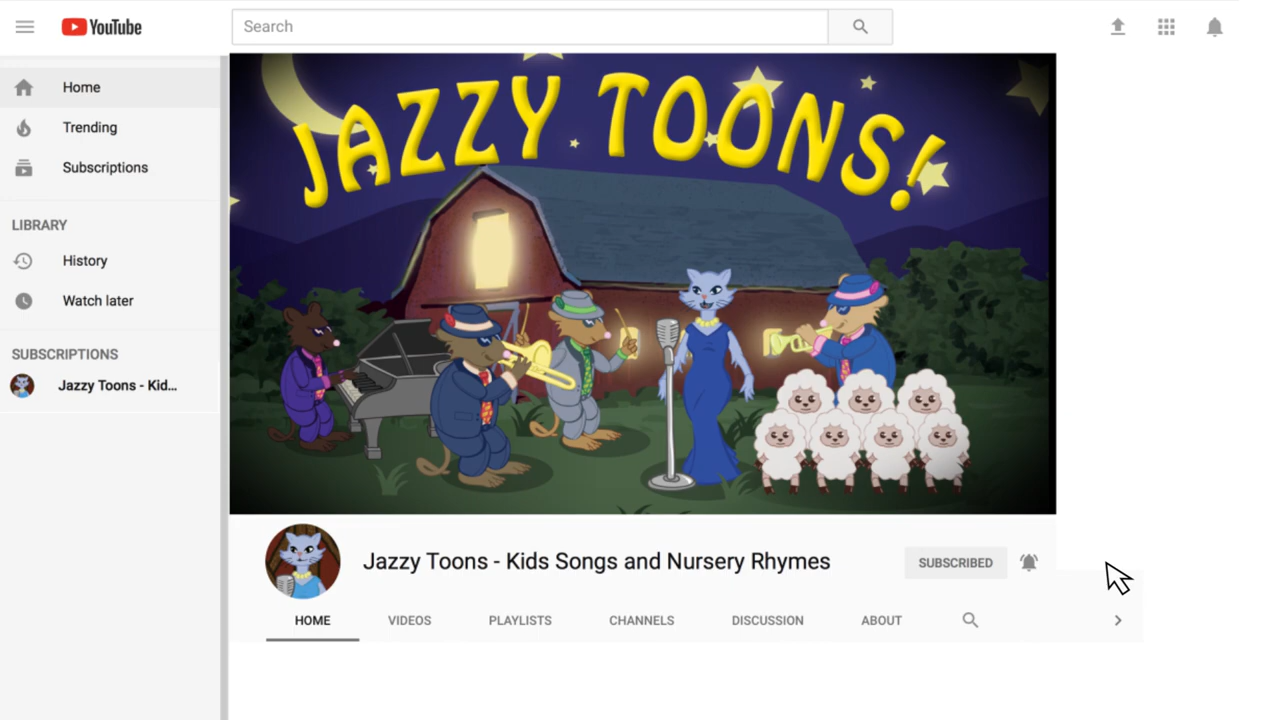 YouTube
Search
Home
Trending
Subscriptions
LIBRARY
History
Watch later
SUBSCRIPTIONS
Jazzy Toons - Kid...
JAZZY TOONS!
Jazzy Toons - Kids Songs and Nursery Rhymes
SUBSCRIBED
HOME VIDEOS PLAYLISTS CHANNELS DISCUSSION ABOUT